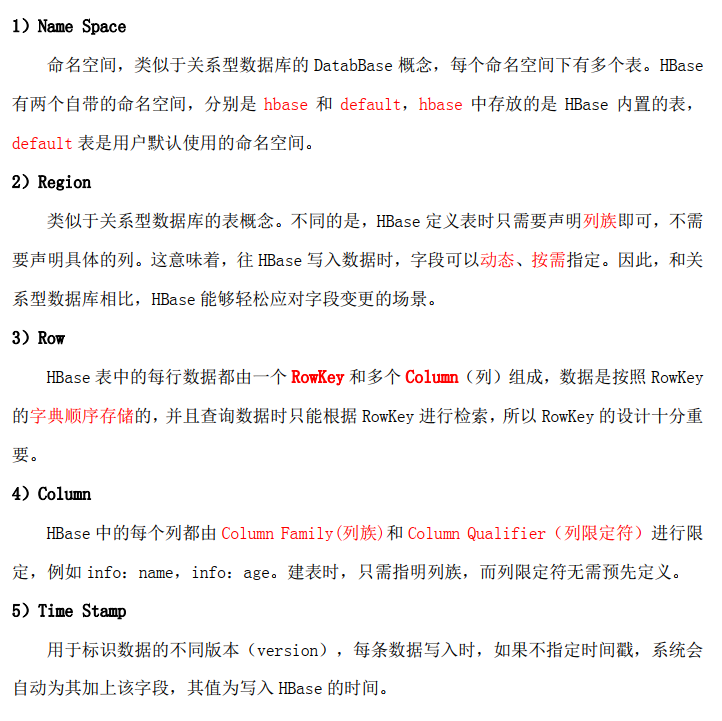 1）Name Space
命名空间，类似于关系型数据库的 DatabBase 概念，每个命名空间下有多个表。HBase
有两个自带的命名空间，分别是 hbase 和 default，hbase 中存放的是 HBase 内置的表，
default 表是用户默认使用的命名空间。
2）Region
类似于关系型数据库的表概念。不同的是，HBase 定义表时只需要声明列族即可，不需
要声明具体的列。这意味着，往 HBase 写入数据时，字段可以动态、按需指定。因此，和关
系型数据库相比，HBase 能够轻松应对字段变更的场景。
3）Row
HBase 表中的每行数据都由一个 RowKey 和多个 Column（列）组成，数据是按照 RowKey
的字典顺序存储的，并且查询数据时只能根据 RowKey 进行检索，所以 RowKey 的设计十分重
要。
4）Column
HBase 中的每个列都由 Column Family(列族)和 Column Qualifier（列限定符）进行限
定，例如 info：name，info：age。建表时，只需指明列族，而列限定符无需预先定义。
5）Time Stamp
用于标识数据的不同版本（version），每条数据写入时，如果不指定时间戳，系统会
自动为其加上该字段，其值为写入 HBase 的时间。